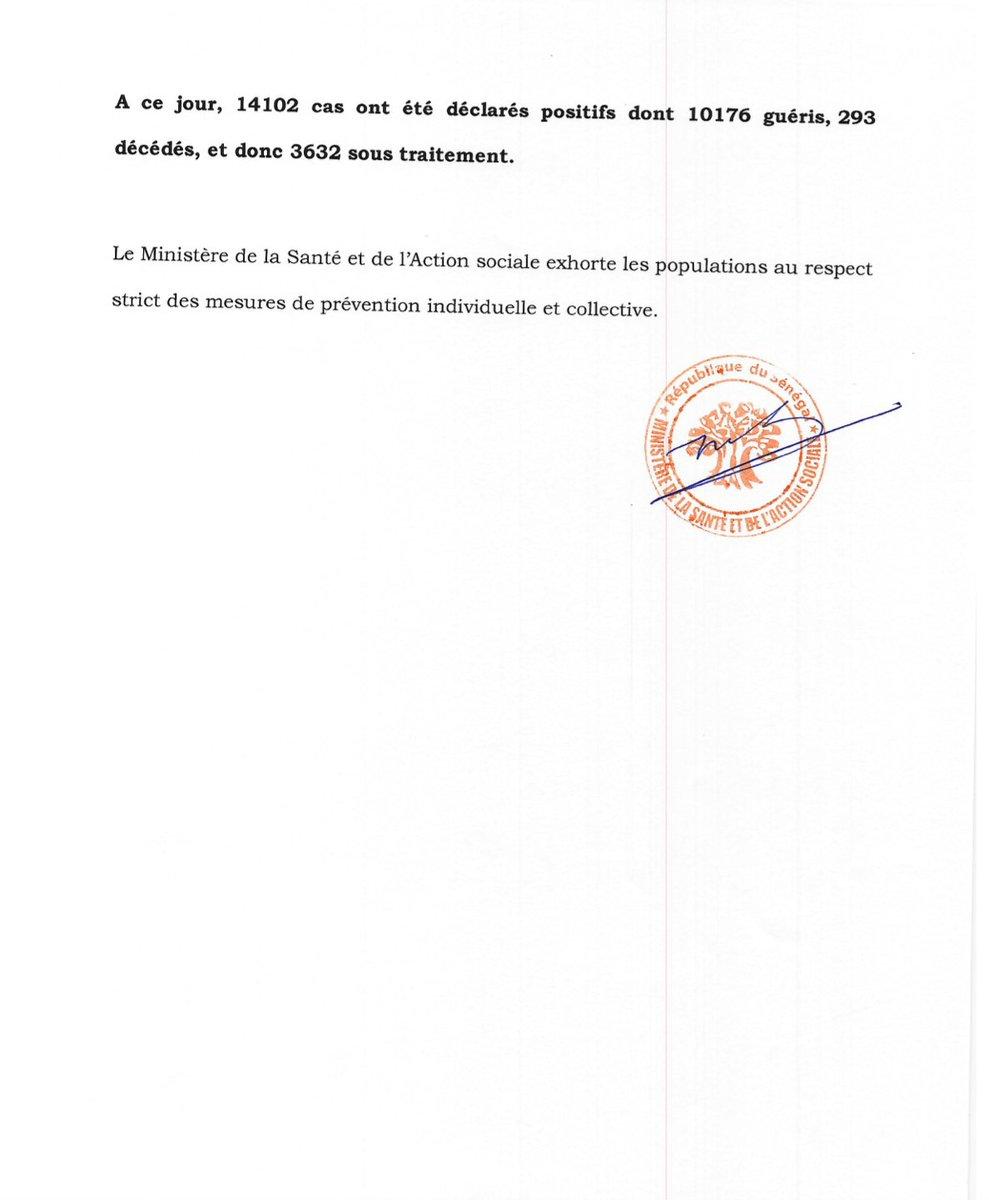 A ce jour, 14102 cas ont été déclarés positifs dont 10176 guéris, 293
décédés, et donc 3632 sous traitement.
Le Ministère de la Santé et de l'Action sociale exhorte les populations au respect
strict des mesures de prévention individuelle et collective.
★ République du Sénégal ★
MINISTÈRE DE LA SANTÉ ET DE L'ACTION SOCIALE